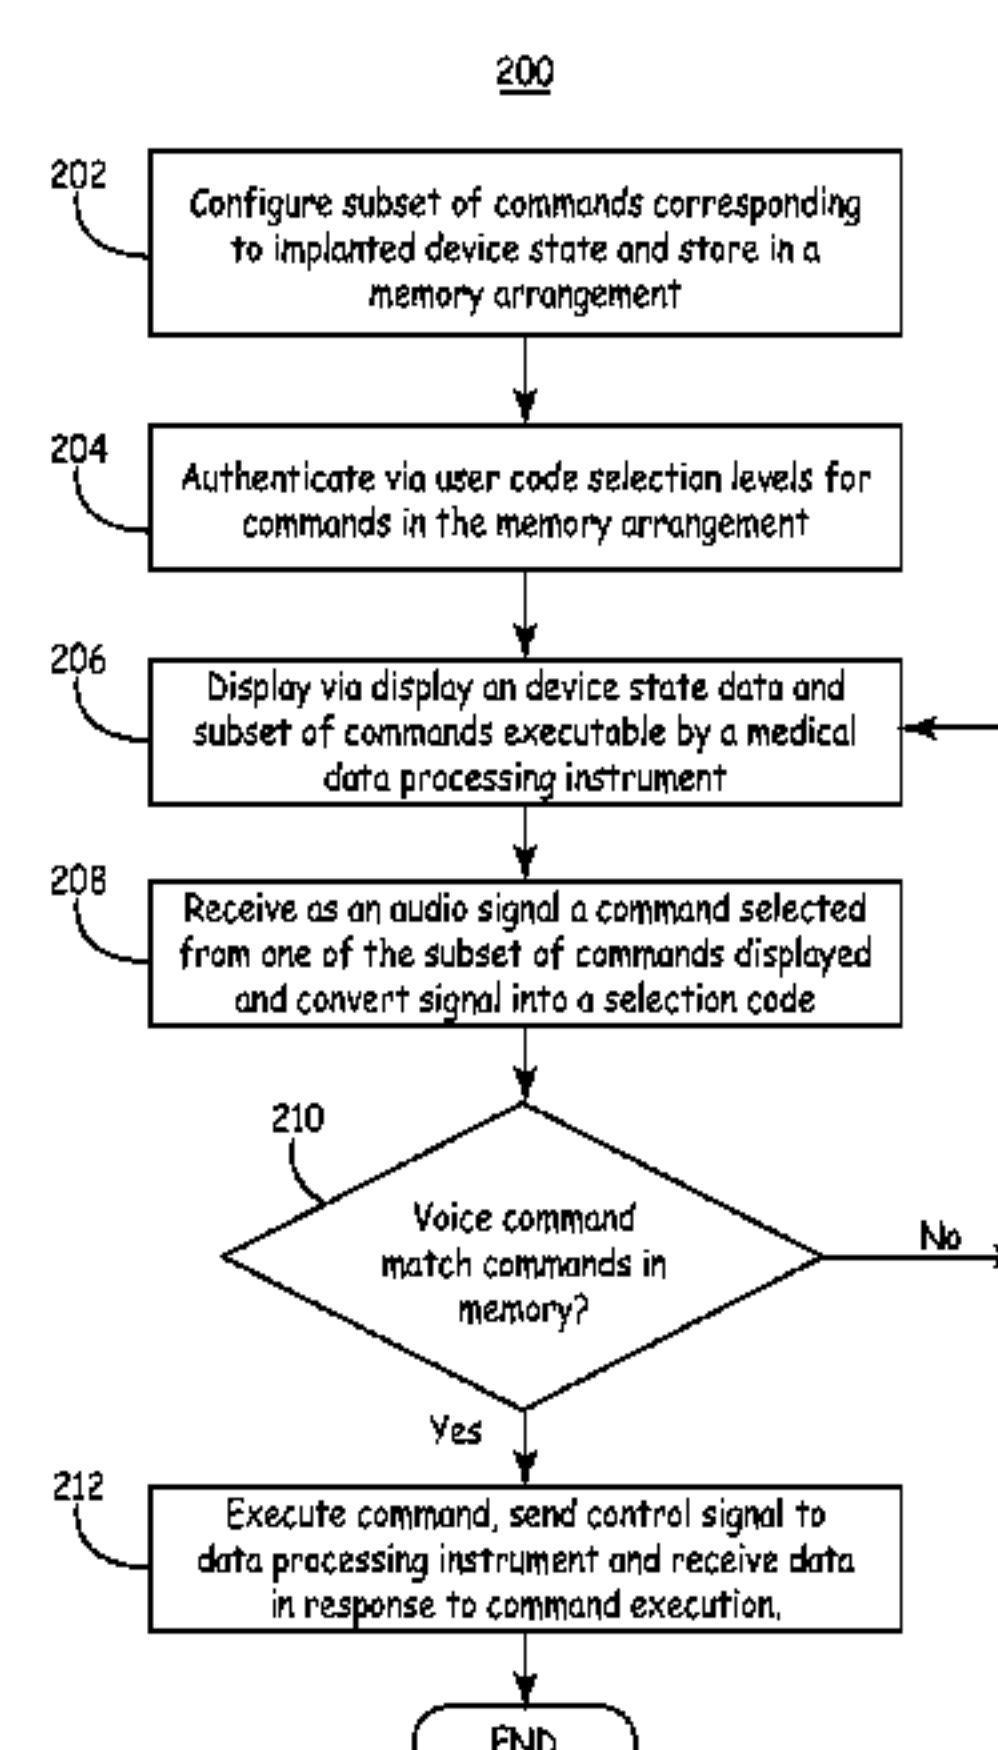 200
202
Configure subset of commands corresponding
to implanted device state and store in a
memory arrangement
204
Authenticate via user code selection levels for
commands in the memory arrangement
206
Display via display an device state data and
subset of commands executable by a medical
data processing instrument
208
Receive as an audio signal a command selected
from one of the subset of commands displayed
and convert signal into a selection code
210
Voice command
match commands in
memory?
No
Yes
212
Execute command, send control signal to
data processing instrument and receive data
in response to command execution.
END